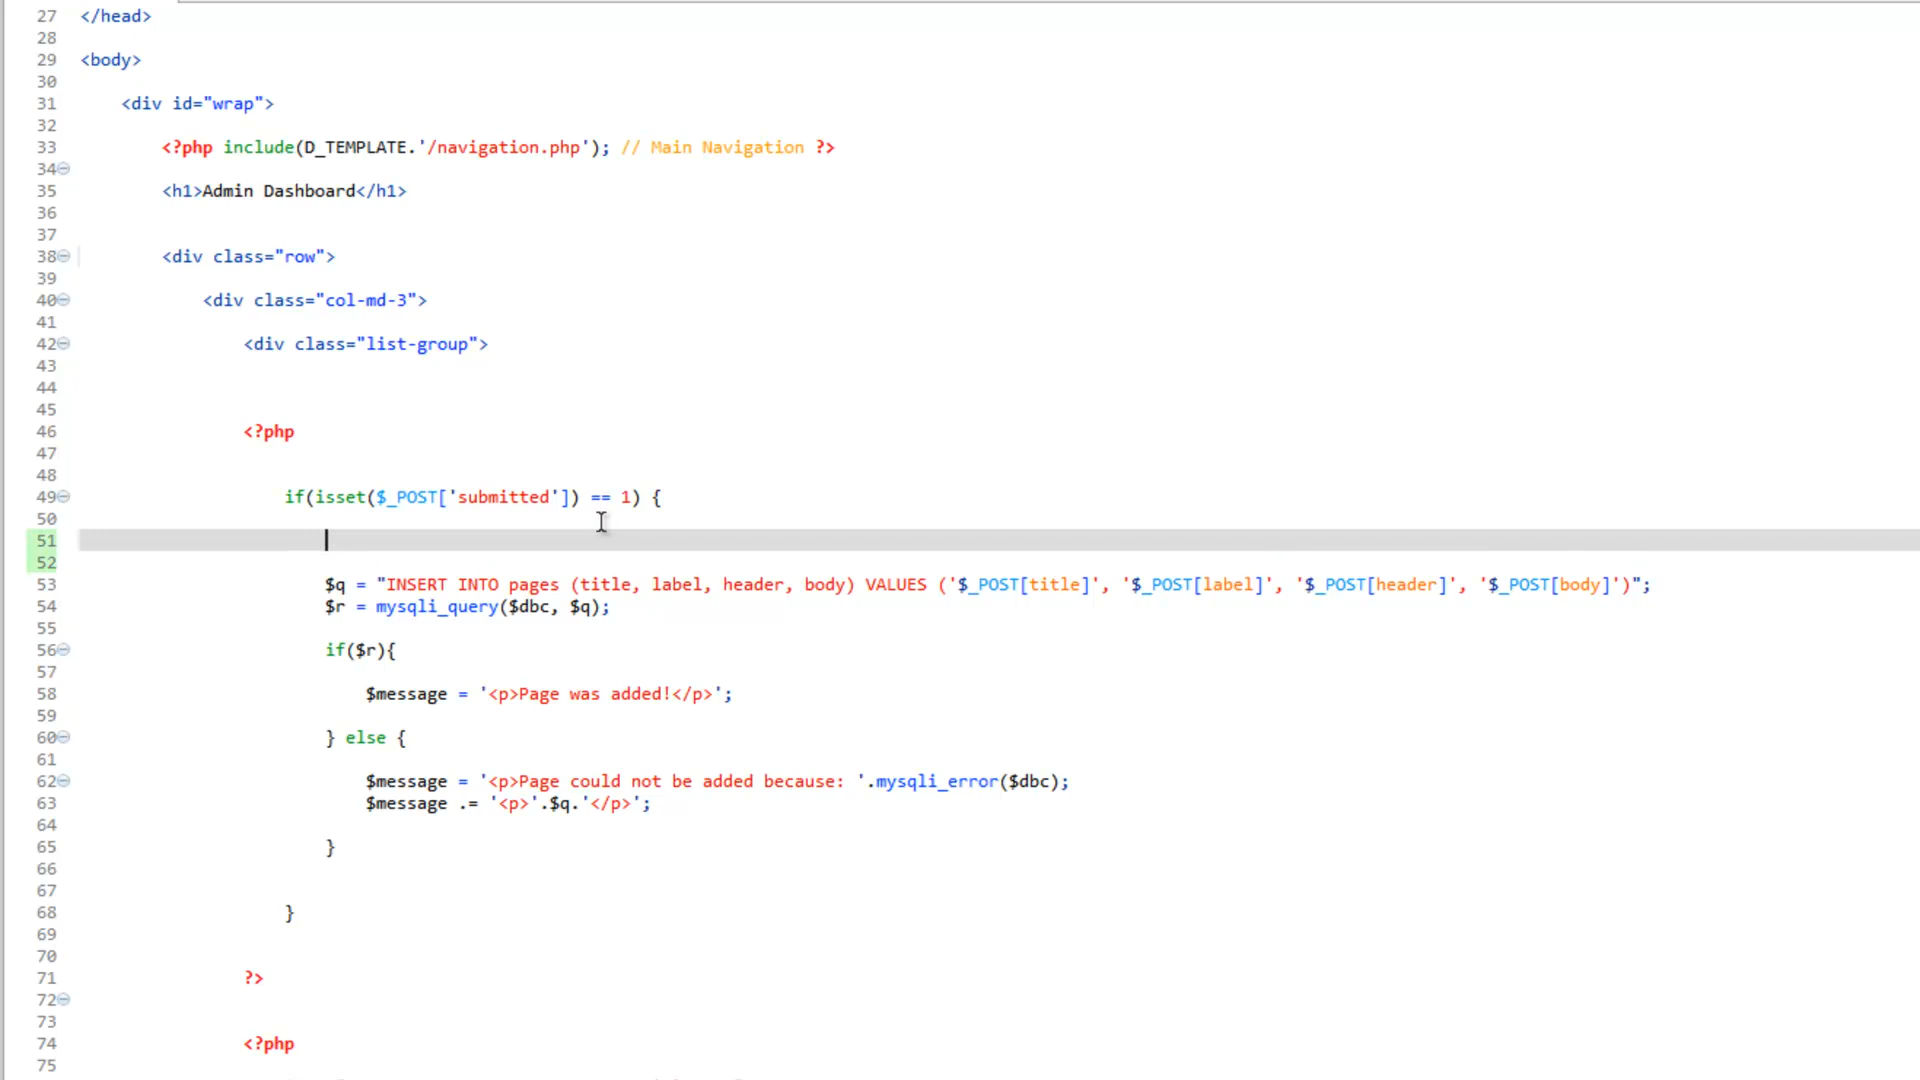 27 </head>
28
29 <body>
30
31 <div id="wrap">
32
33 <?php include(D_TEMPLATE.'/navigation.php'); // Main Navigation ?>
34
35 <h1>Admin Dashboard</h1>
36
37
38 <div class="row">
39
40 <div class="col-md-3">
41
42 <div class="list-group">
43
44
45
46 <?php
47
48
49 if(isset($_POST['submitted']) == 1) {
50
51
52
53 $q = "INSERT INTO pages (title, label, header, body) VALUES ('$_POST[title]', '$_POST[label]', '$_POST[header]', '$_POST[body]')";
54 $r = mysqli_query($dbc, $q);
55
56 if($r){
57
58 $message = '<p>Page was added!</p>';
59
60 } else {
61
62 $message = '<p>Page could not be added because: '.mysqli_error($dbc);
63 $message .= '<p>'.$q.'</p>';
64
65 }
66
67
68 }
69
70
71 ?>
72
73
74 <?php
75